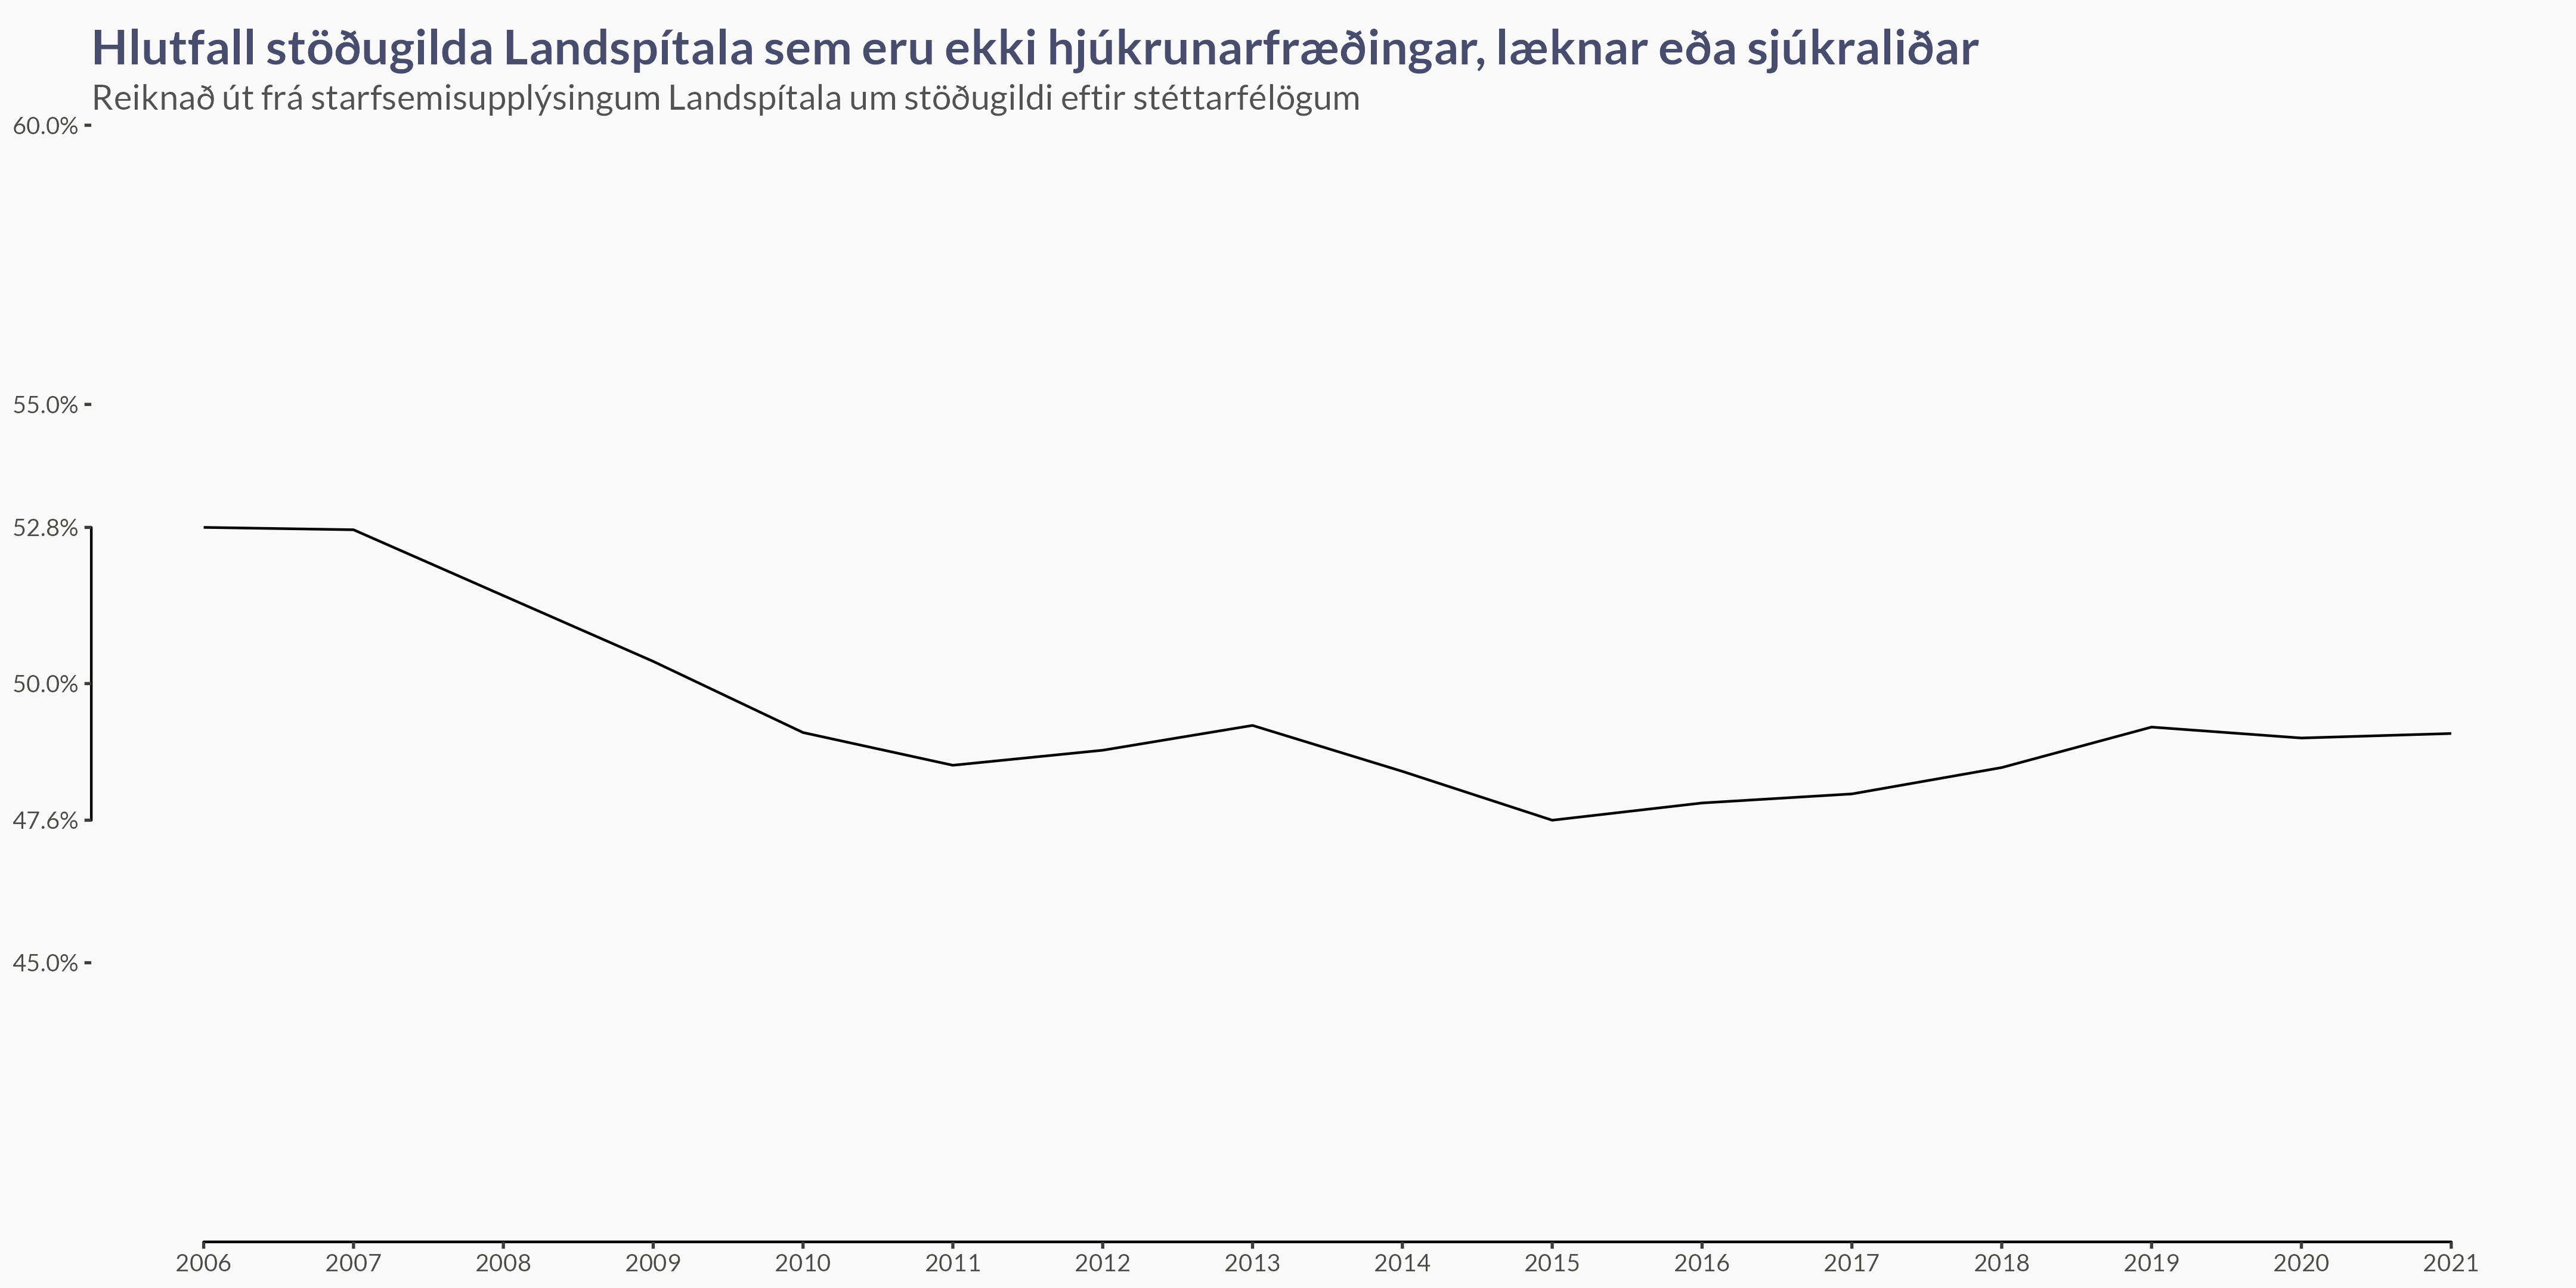 Hlutfall stöðugilda Landspítala sem eru ekki hjúkrunarfræðingar, læknar eða sjúkraliðar
Reiknað út frá starfsemisupplýsingum Landspítala um stöðugildi eftir stéttarfélögum
60.0%
55.0%
52.8%
50.0%
47.6%
45.0%
2006 2007 2008 2009 2010 2011 2012 2013 2014 2015 2016 2017 2018 2019 2020 2021